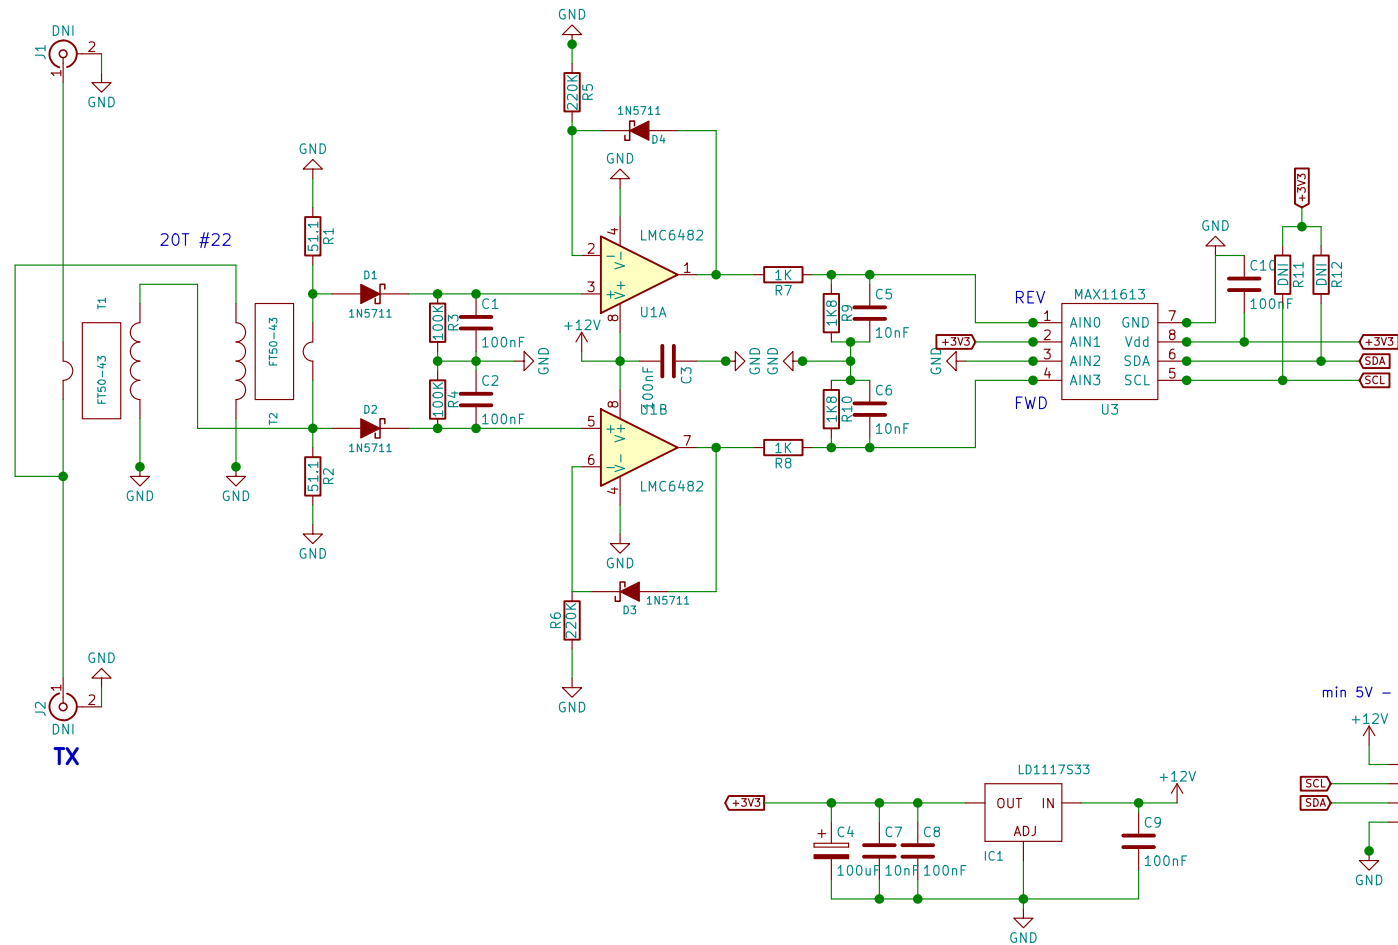 DNI
J1
1
2
GND
GND
220K
R5
1N5711
D4
GND
4
LMC6482
2
-
V-
1
3
+
V+
U1A
8
+12V
GND
51.1
R1
20T #22
T1
FT50-43
FT50-43
T2
D1
1N5711
100K
R3
C1
100nF
GND
100K
R4
C2
100nF
D2
1N5711
51.1
R2
GND
GND
GND
100nF
C3
GND
U1B
8
5
+
V+
7
6
-
V-
4
LMC6482
GND
D3
1N5711
R6
220K
GND
1K
R7
1K8
R9
C5
10nF
GND
1K8
R10
C6
10nF
1K
R8
REV
FWD
+3V3
GND
MAX11613
1
AIN0
GND
7
2
AIN1
Vdd
8
3
AIN2
SDA
6
4
AIN3
SCL
5
U3
GND
C10
100nF
+3V3
DNI
R11
DNI
R12
+3V3
SDA
SCL
GND
1
2
J2
DNI
TX
min 5V -
+12V
SCL
SDA
GND
LD1117S33
+12V
+3V3
OUT
IN
ADJ
IC1
+
C4
100uF
C7
10nF
C8
100nF
C9
100nF
GND